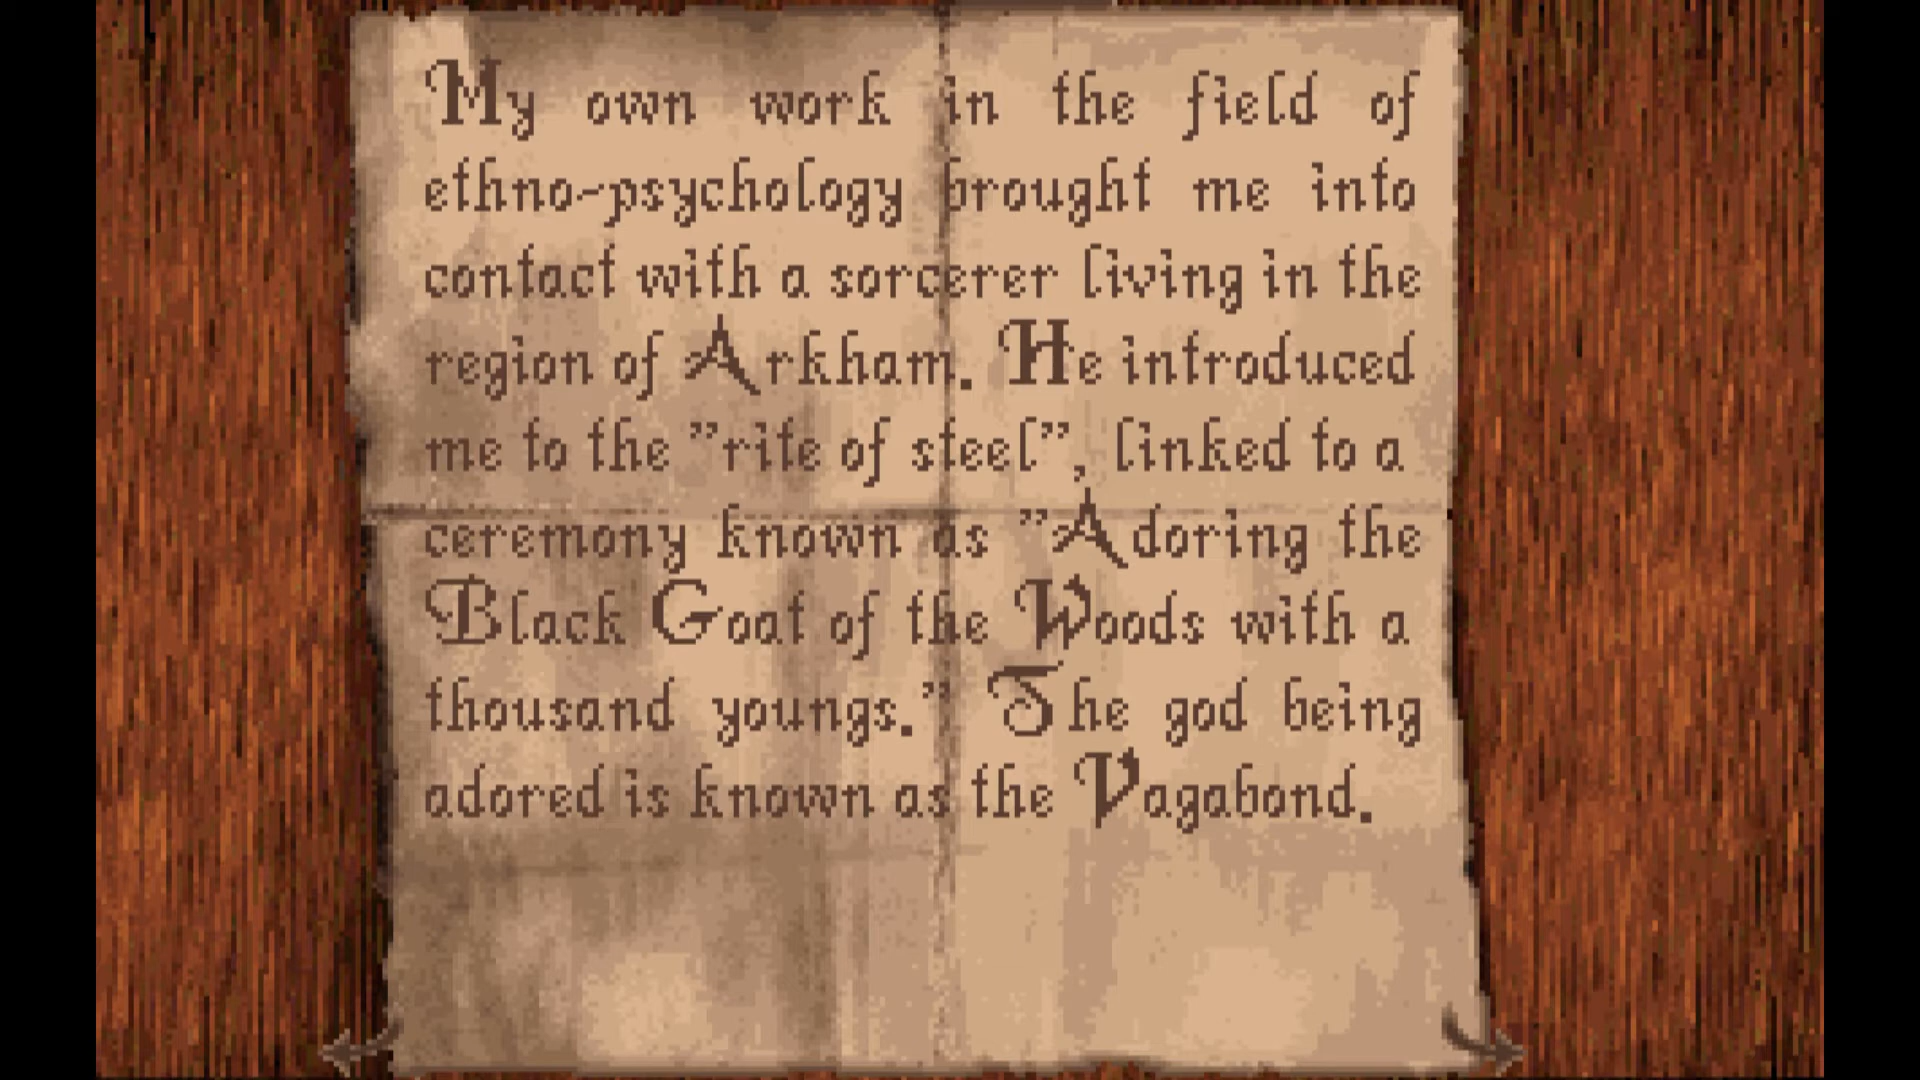 My own work in the field of
ethno-psychology brought me into
contact with a sorcerer living in the
region of Arkham. He introduced
me to the "rite of steel", linked to a
ceremony known as "Adoring the
Black Goat of the Woods with a
thousand youngs." The god being
adored is known as the Vagabond.